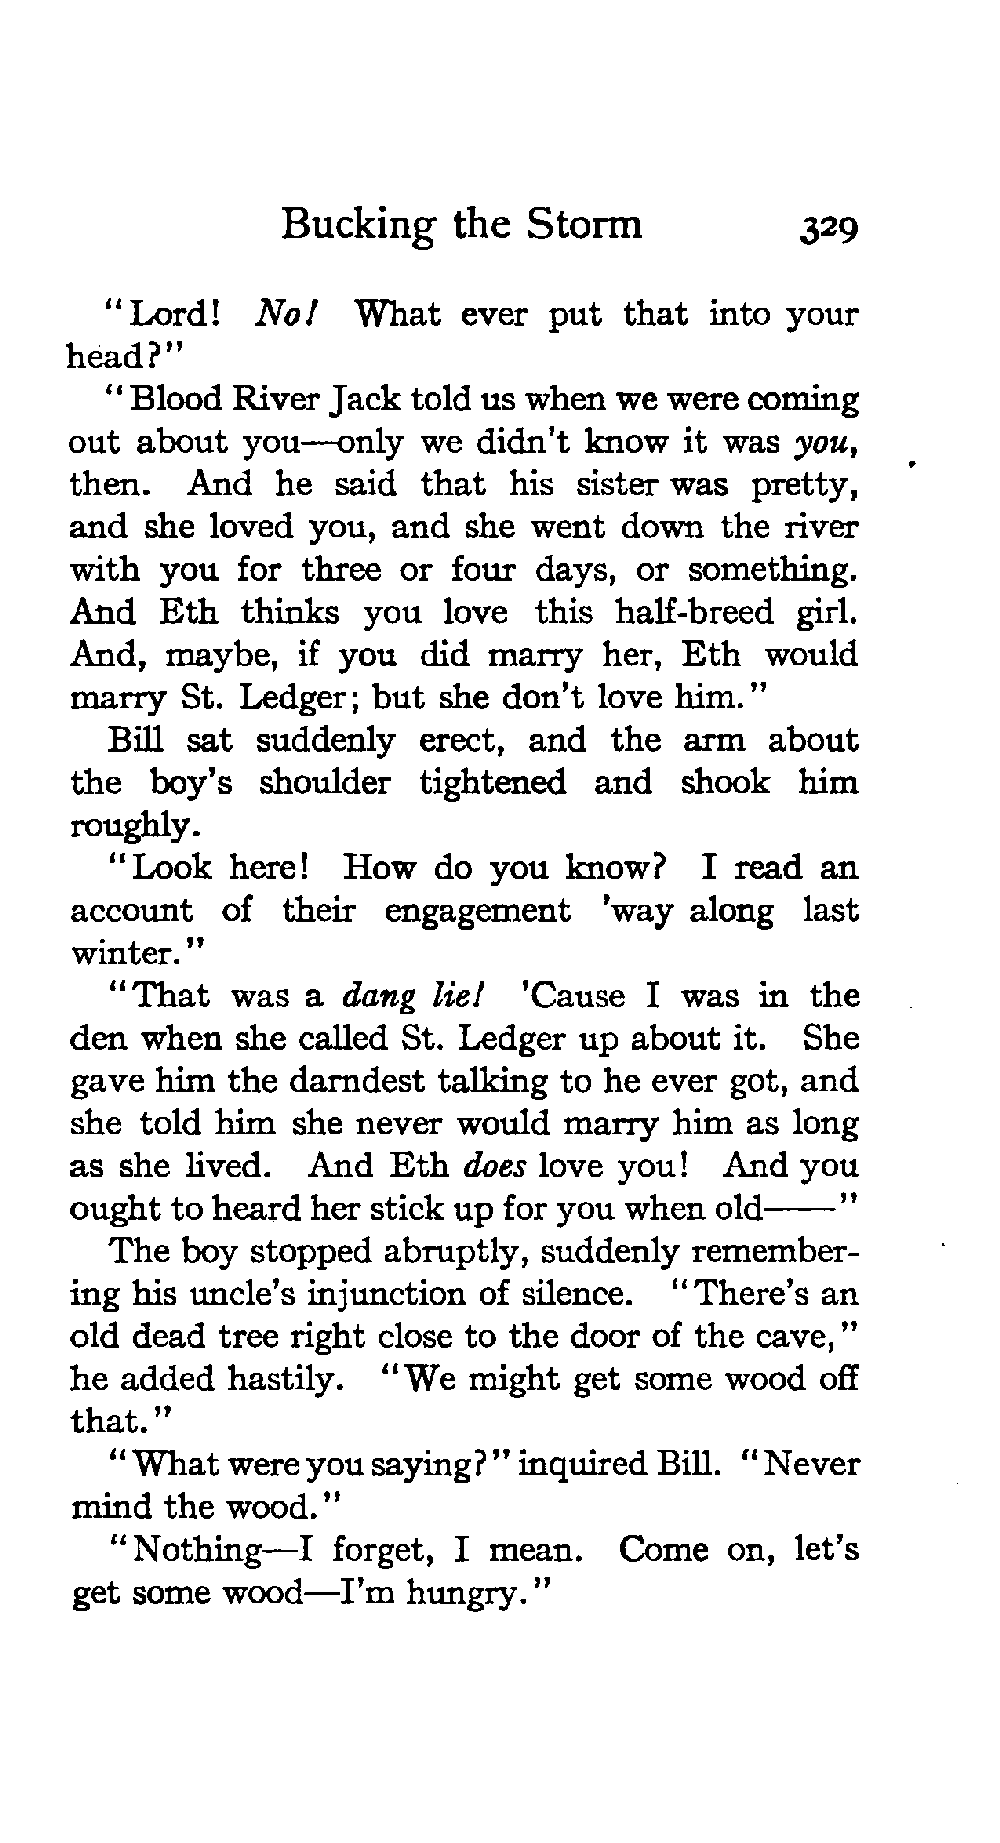 Bucking the Storm 329
“Lord! No! What ever put that into your
head?”
“Blood River Jack told us when we were coming
out about you—only we didn’t know it was you,
then. And he said that his sister was pretty,
and she loved you, and she went down the river
with you for three or four days, or something.
And Eth thinks you love this half-breed girl.
And, maybe, if you did marry her, Eth would
marry St. Ledger; but she don’t love him.”
Bill sat suddenly erect, and the arm about
the boy’s shoulder tightened and shook him
roughly.
“Look here! How do you know? I read an
account of their engagement ’way along last
winter.”
“That was a dang lie! ’Cause I was in the
den when she called St. Ledger up about it. She
gave him the darndest talking to he ever got, and
she told him she never would marry him as long
as she lived. And Eth does love you! And you
ought to heard her stick up for you when old——”
The boy stopped abruptly, suddenly remember-
ing his uncle’s injunction of silence. “There’s an
old dead tree right close to the door of the cave,”
he added hastily. “We might get some wood off
that.”
“What were you saying?” inquired Bill. “Never
mind the wood.”
“Nothing—I forget, I mean. Come on, let’s
get some wood—I’m hungry.”